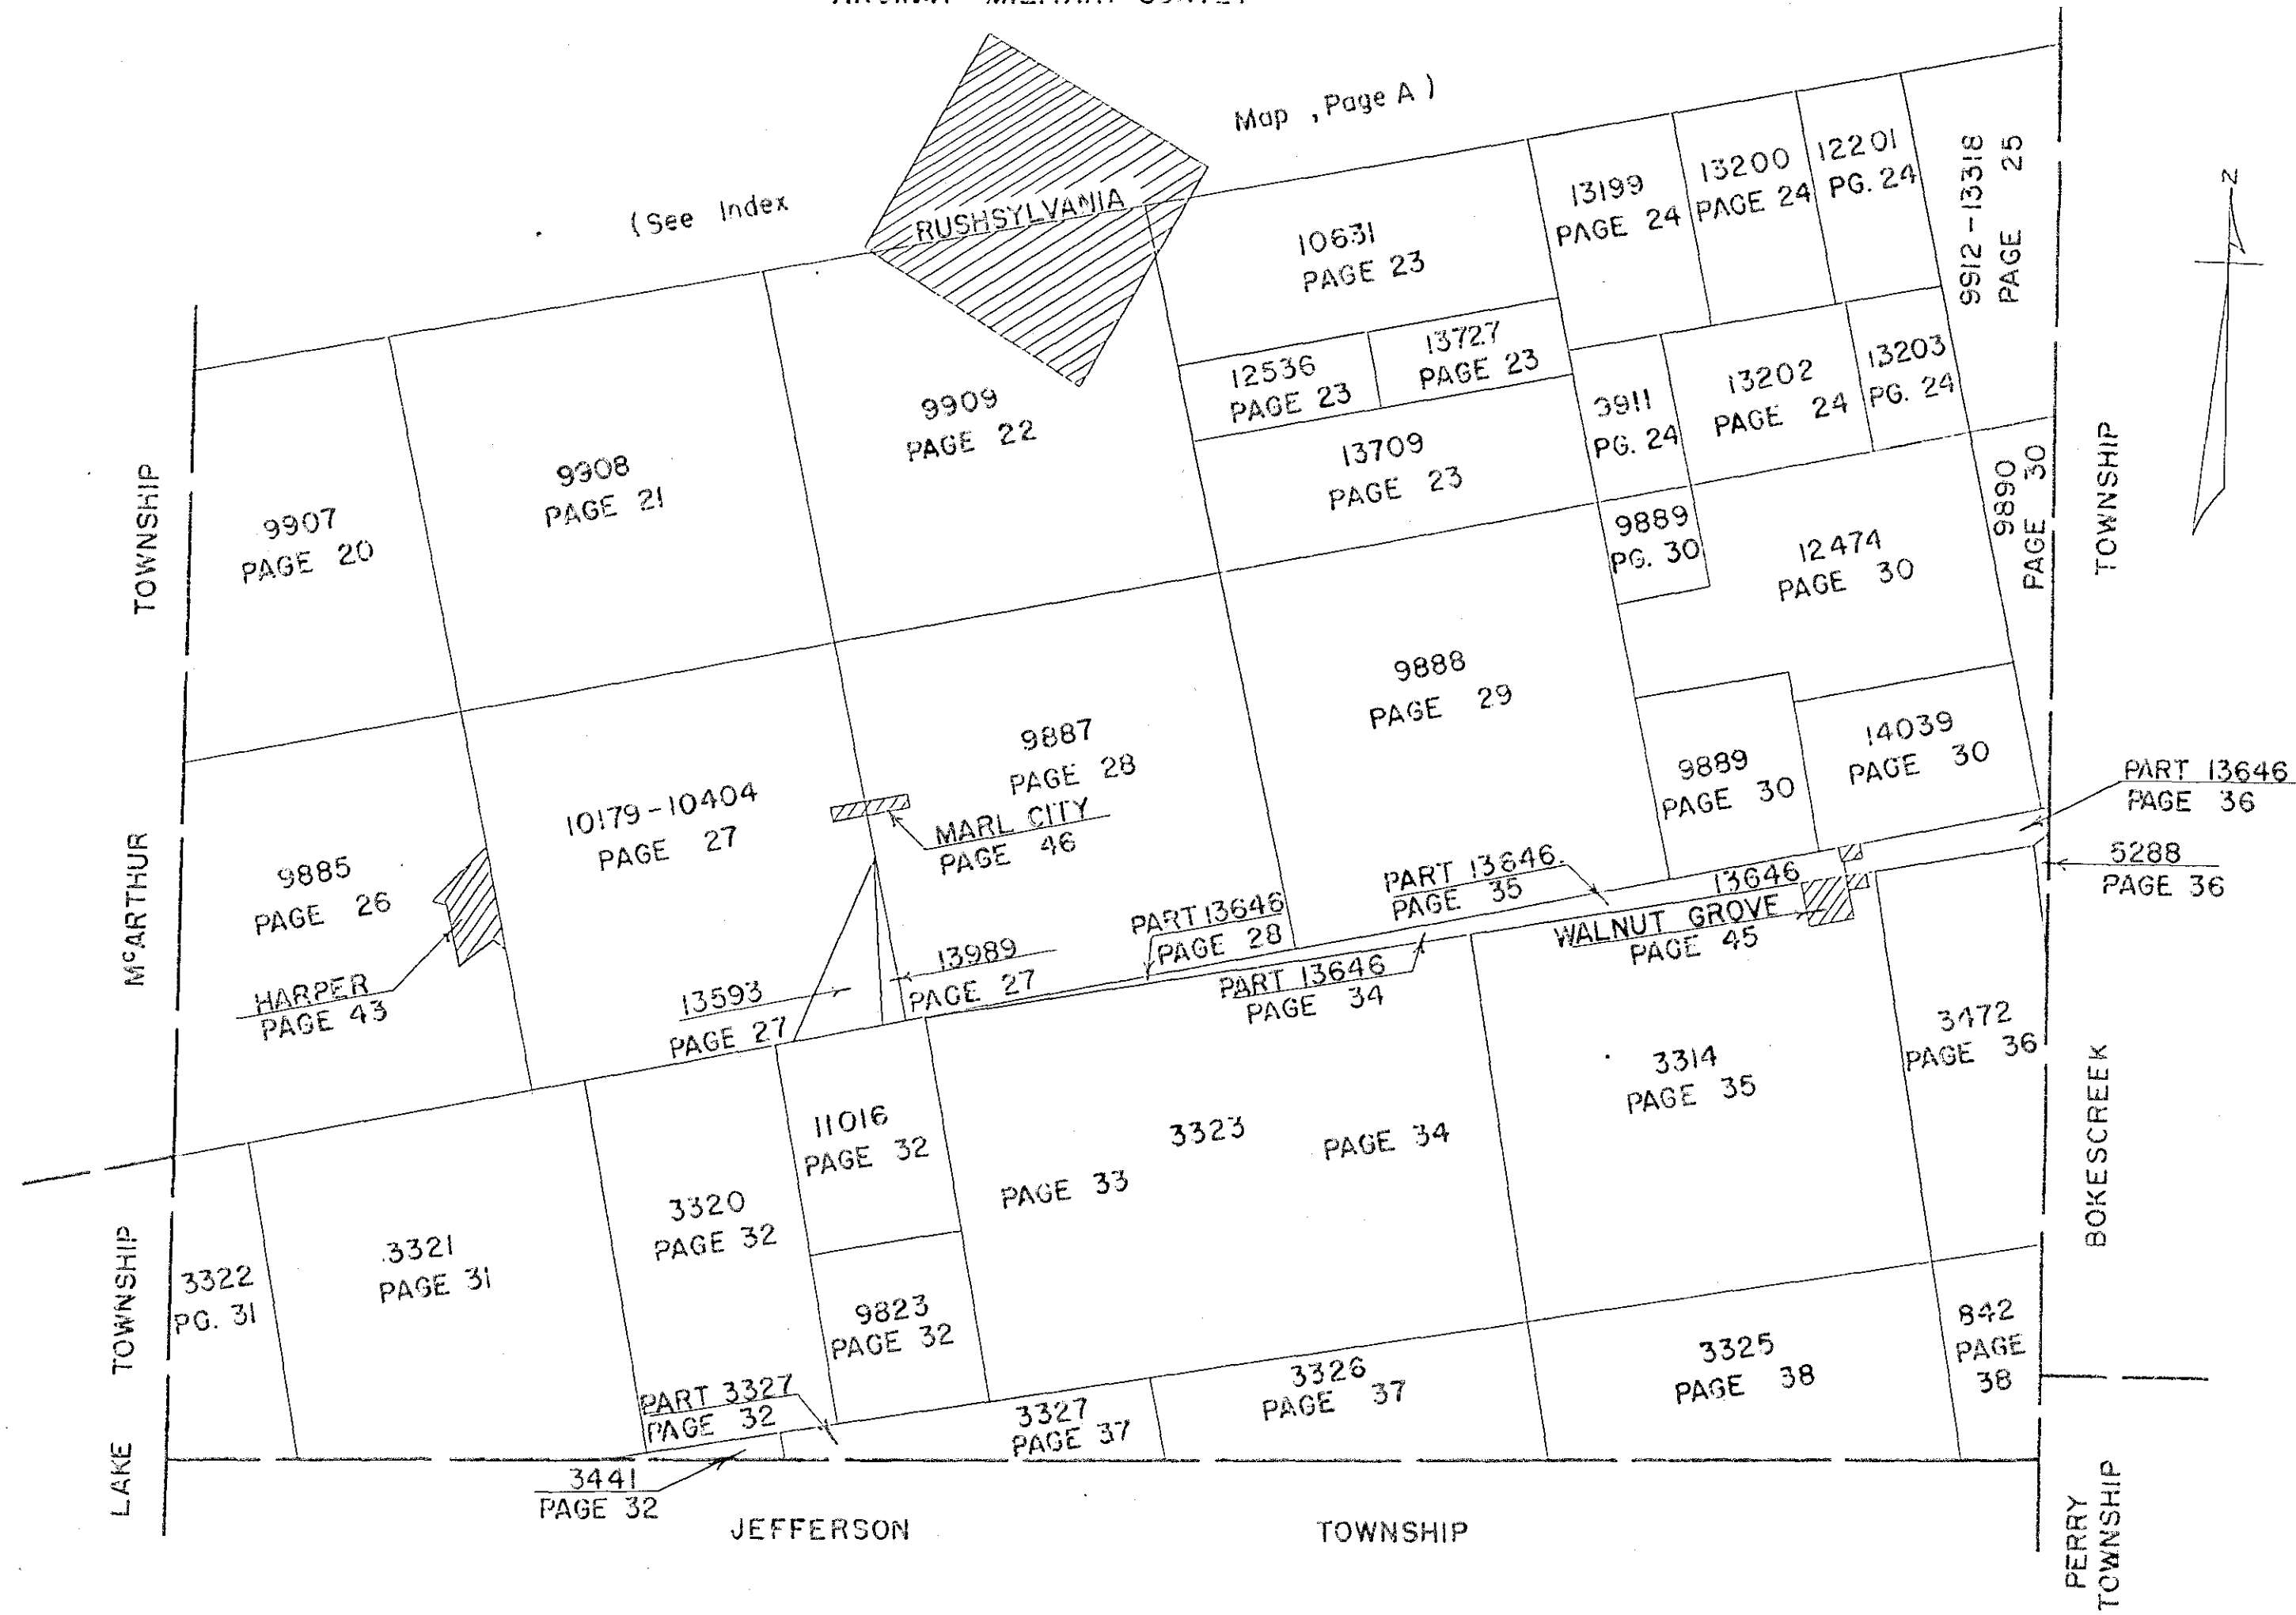 MILITARY
(See Index
Map , Page A )
RUSHSYLVANIA
10631
PAGE 23
13199
PAGE 24
13200
PAGE 24
12201
PG. 24
9912-13318
PAGE 25
N
12536
PAGE 23
13727
PAGE 23
13709
PAGE 23
9911
PG. 24
13202
PAGE 24
13203
PG. 24
9907
PAGE 20
9908
PAGE 21
9909
PAGE 22
9889
PG. 30
12474
PAGE 30
9890
PAGE 30
TOWNSHIP
TOWNSHIP
9885
PAGE 26
10179-10404
PAGE 27
9887
PAGE 28
MARL CITY
PAGE 46
9888
PAGE 29
9889
PAGE 30
14039
PAGE 30
PART 13646
PAGE 36
5288
PAGE 36
McARTHUR
HARPER
PAGE 43
13593
PAGE 27
13989
PAGE 27
PART 13646
PAGE 28
PART 13646
PAGE 34
PART 13646
PAGE 35
13646
WALNUT GROVE
PAGE 45
3472
PAGE 36
BOKESCREEK
3322
PG. 31
3321
PAGE 31
3320
PAGE 32
11016
PAGE 32
9823
PAGE 32
3323
PAGE 33
PAGE 34
3314
PAGE 35
842
PAGE
38
PART 3327
PAGE 32
3327
PAGE 37
3326
PAGE 37
3325
PAGE 38
3441
PAGE 32
LAKE TOWNSHIP
JEFFERSON TOWNSHIP
PERRY
TOWNSHIP